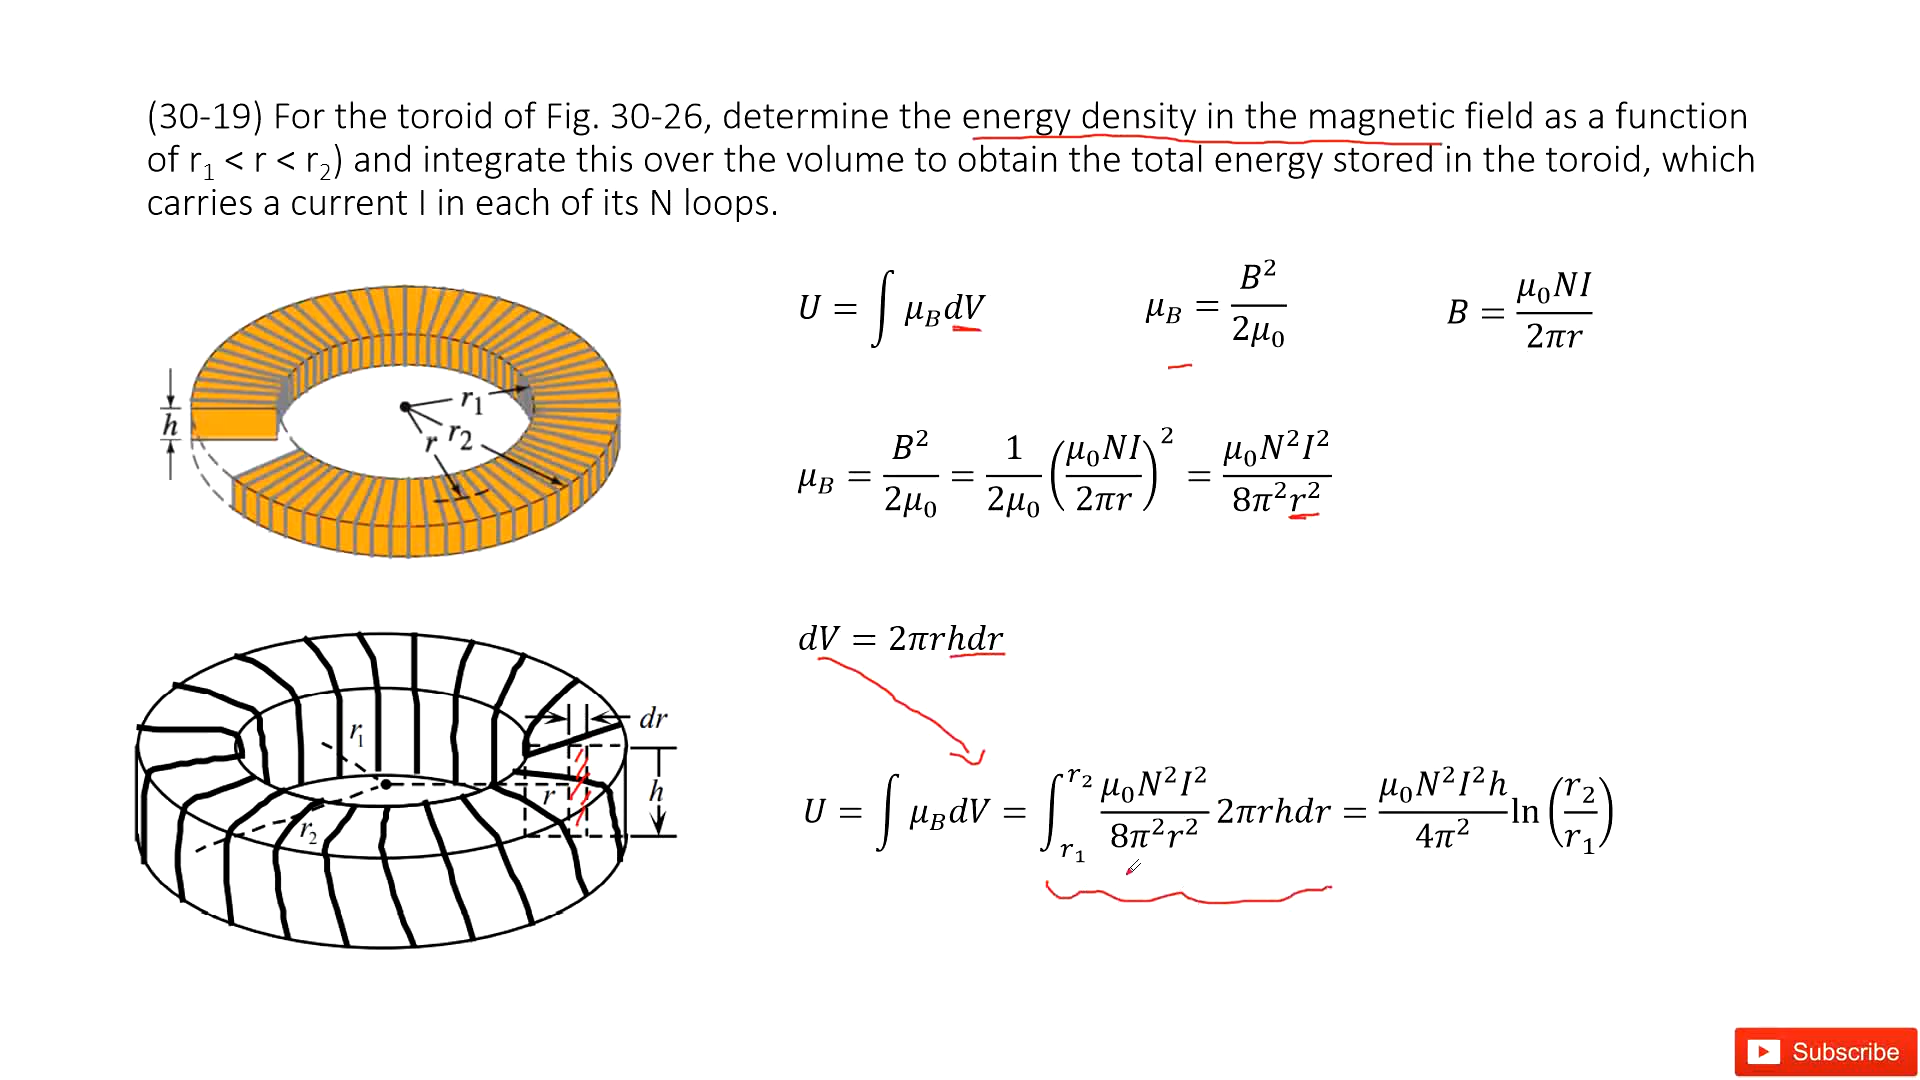 (30-19) For the toroid of Fig. 30-26, determine the energy density in the magnetic field as a function
of r₁ < r < r₂) and integrate this over the volume to obtain the total energy stored in the toroid, which
carries a current I in each of its N loops.
U = ∫ μ_B dV
μ_B = B²/2μ₀
B = μ₀NI/2πr
h
r₁
r₂
r
μ_B = B²/2μ₀ = 1/2μ₀ (μ₀NI/2πr)² = μ₀N²I²/8π²r²
dV = 2πrhdr
dr
r₁
h
r
r₂
U = ∫ μ_B dV = ∫_{r₁}^{r₂} μ₀N²I²/8π²r² 2πrhdr = μ₀N²I²h/4π² ln(r₂/r₁)
Subscribe